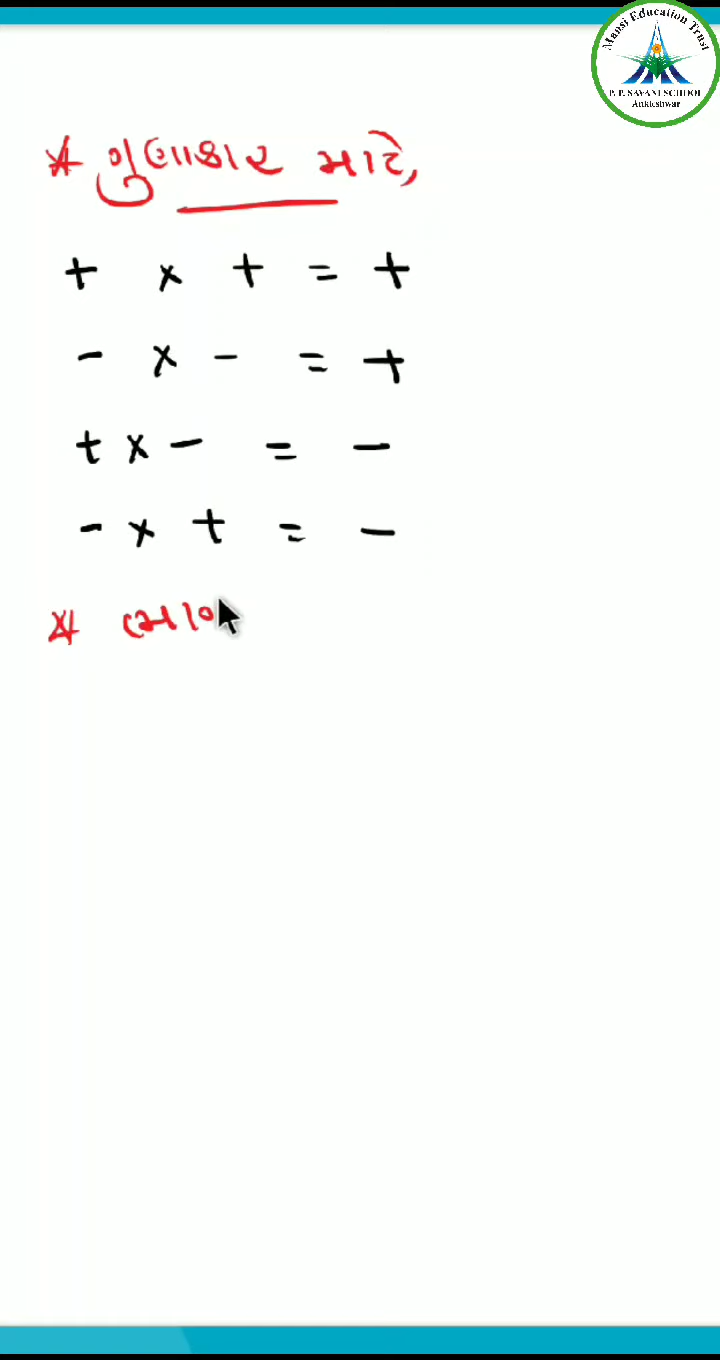 Mansi Education Trust
P. P. SAVANI SCHOOL
Ankleshwar
* ગુણાકાર માટે,
+ × + = +
- × - = +
+ × - = -
- × + = -
*